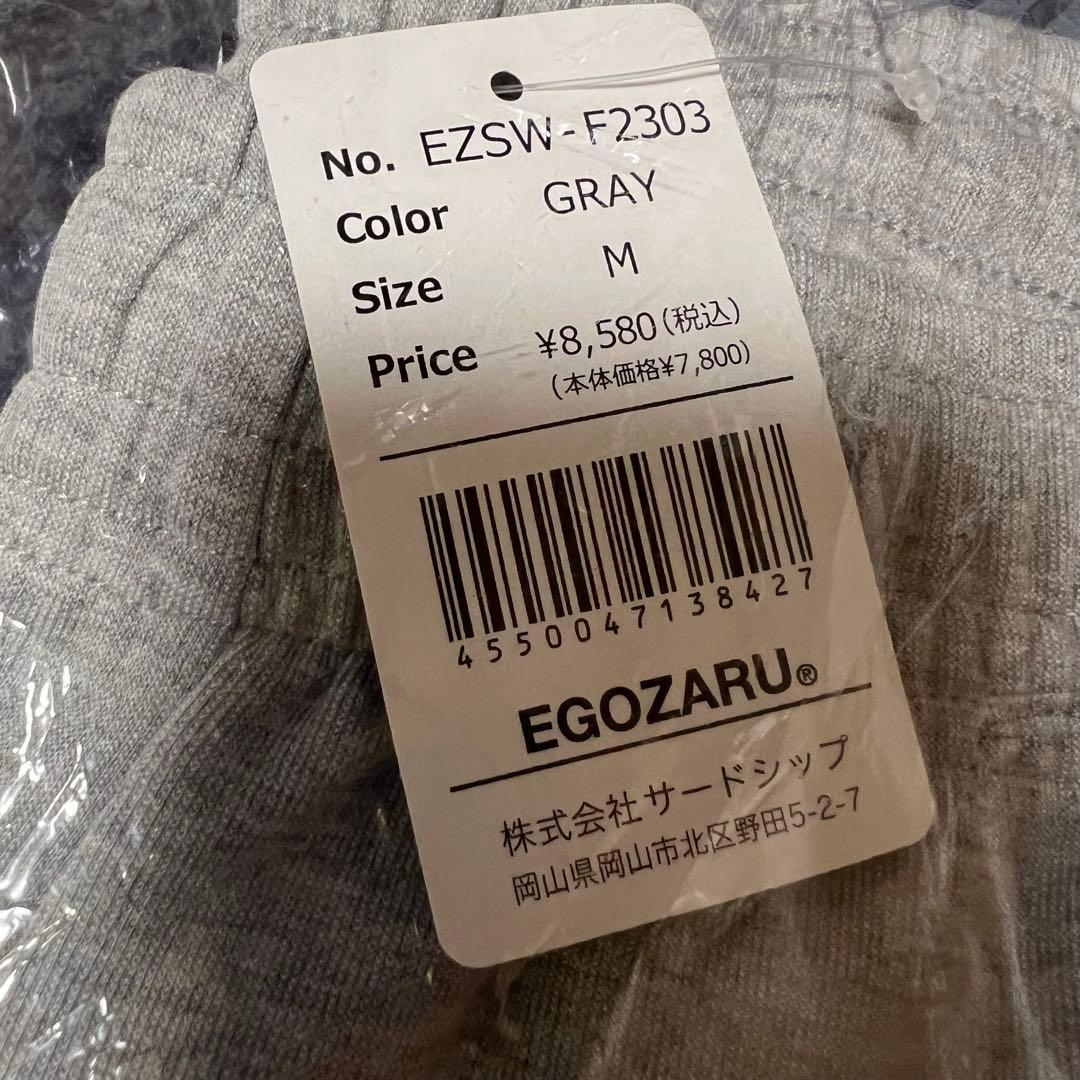 No. EZSW-F2303
Color GRAY
Size M
Price ¥8,580(税込)
(本体価格¥7,800)
4550047138427
EGOZARU®
株式会社サードシップ
岡山県岡山市北区野田5-2-7